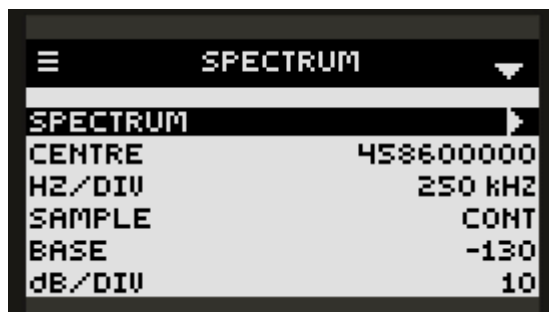 SPECTRUM
SPECTRUM
CENTRE 458600000
HZ/DIV 250 kHZ
SAMPLE CONT
BASE -130
dB/DIV 10